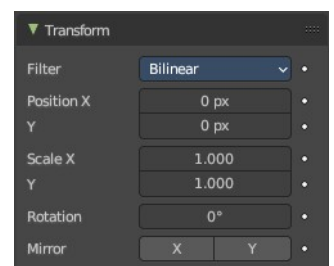 Transform
Filter Bilinear
Position X 0 px
Y 0 px
Scale X 1.000
Y 1.000
Rotation 0°
Mirror X Y